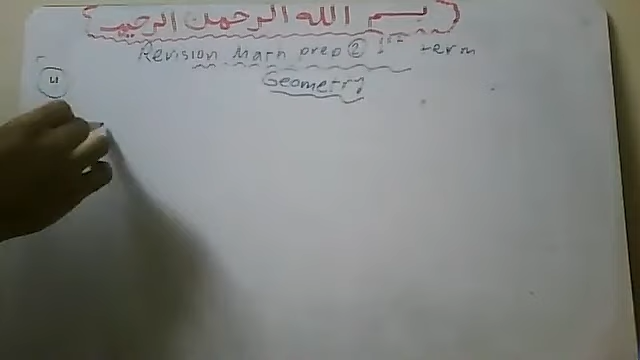 بسم الله الرحمن الرحيم
Revision Math prep ② 1st term
Geometry